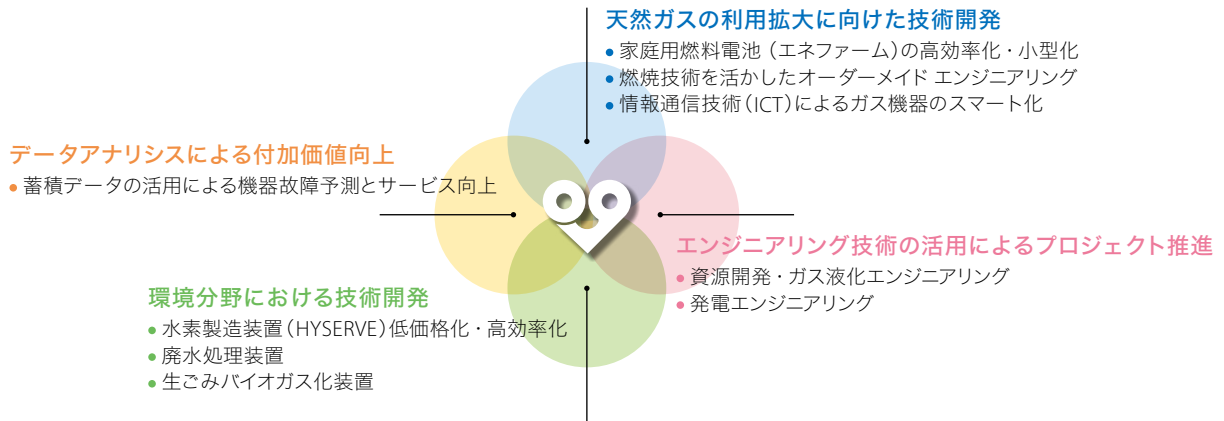 天然ガスの利用拡大に向けた技術開発
● 家庭用燃料電池（エネファーム）の高効率化・小型化
● 燃焼技術を活かしたオーダーメイド エンジニアリング
● 情報通信技術（ICT）によるガス機器のスマート化
データアナリシスによる付加価値向上
● 蓄積データの活用による機器故障予測とサービス向上
エンジニアリング技術の活用によるプロジェクト推進
● 資源開発・ガス液化エンジニアリング
● 発電エンジニアリング
環境分野における技術開発
● 水素製造装置（HYSERVE）低価格化・高効率化
● 廃水処理装置
● 生ごみバイオガス化装置